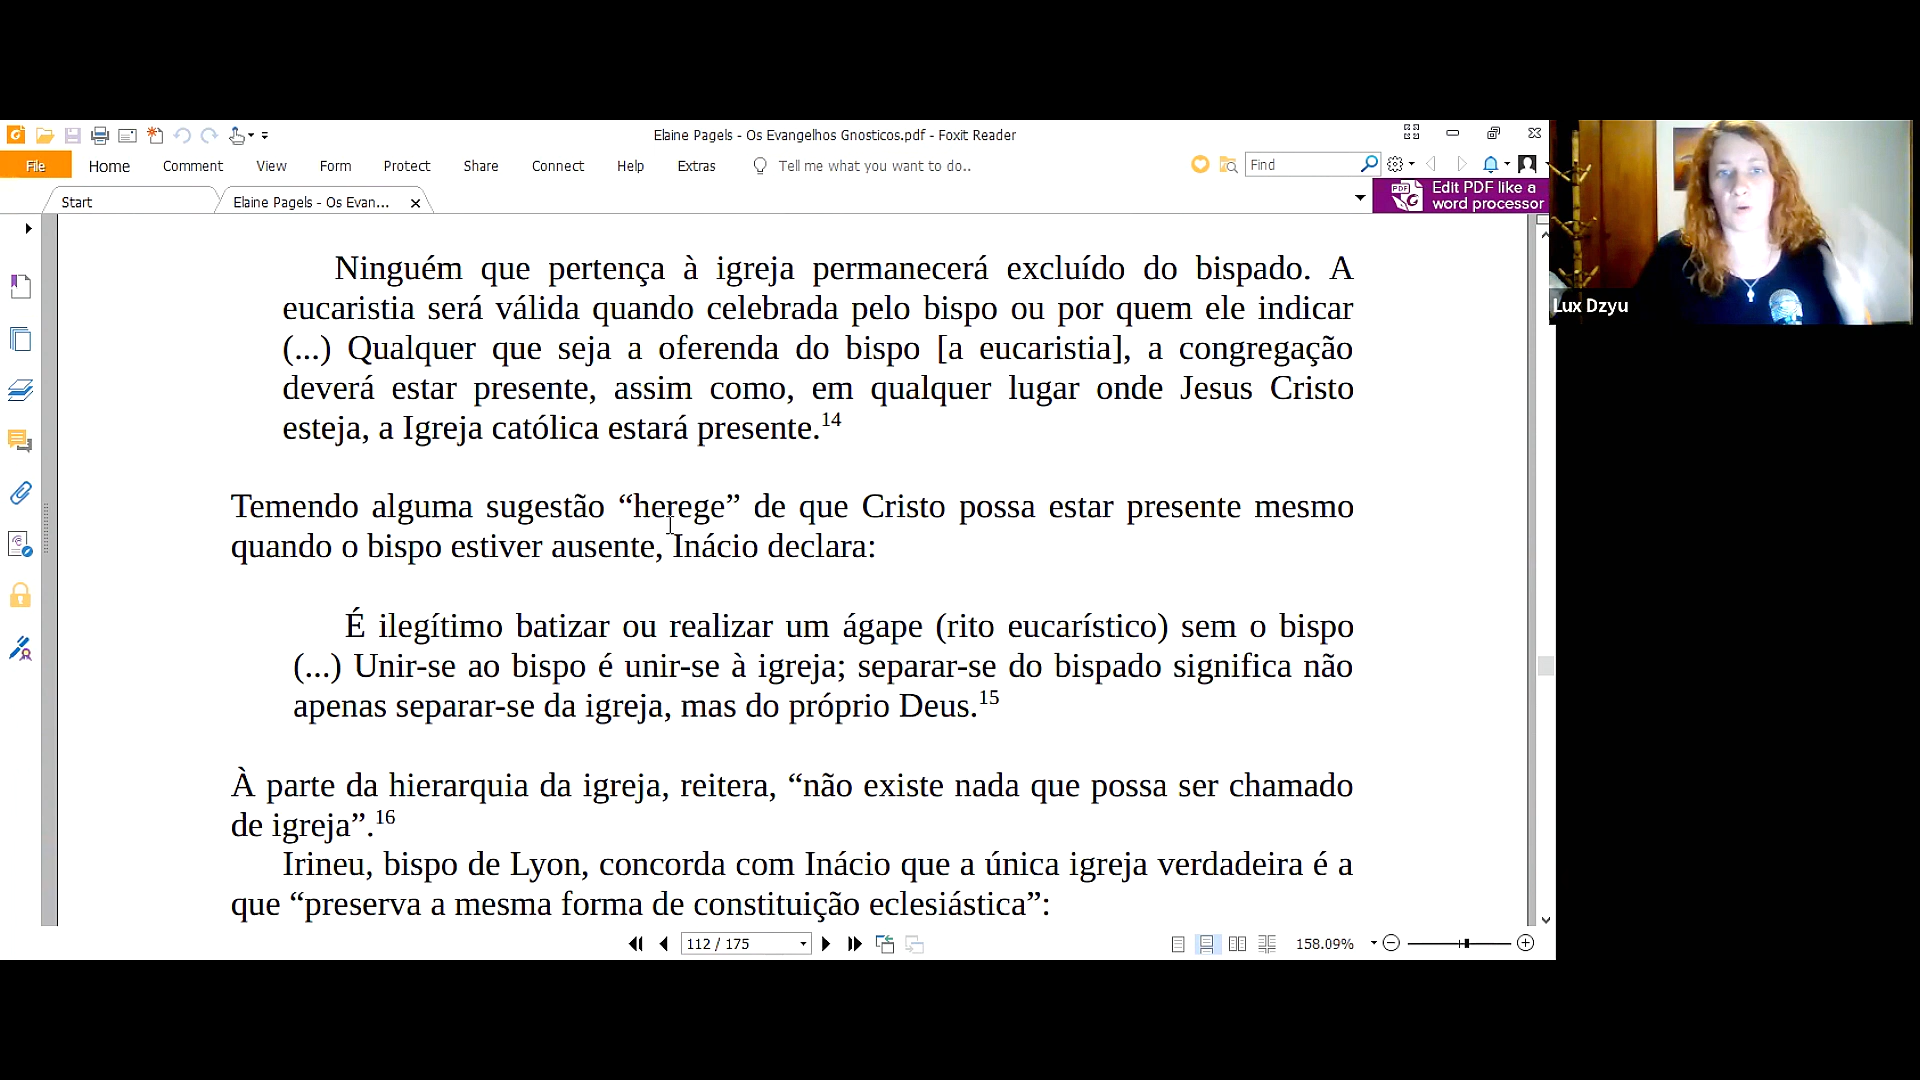 Elaine Pagels - Os Evangelhos Gnosticos.pdf - Foxit Reader
File Home Comment View Form Protect Share Connect Help Extras Tell me what you want to do.. Find
Start Elaine Pagels - Os Evan...
Edit PDF like a
word processor
Ninguém que pertença à igreja permanecerá excluído do bispado. A
eucaristia será válida quando celebrada pelo bispo ou por quem ele indicar
(...) Qualquer que seja a oferenda do bispo [a eucaristia], a congregação
deverá estar presente, assim como, em qualquer lugar onde Jesus Cristo
esteja, a Igreja católica estará presente.14
Temendo alguma sugestão “herege” de que Cristo possa estar presente mesmo
quando o bispo estiver ausente, Inácio declara:
É ilegítimo batizar ou realizar um ágape (rito eucarístico) sem o bispo
(...) Unir-se ao bispo é unir-se à igreja; separar-se do bispado significa não
apenas separar-se da igreja, mas do próprio Deus.15
À parte da hierarquia da igreja, reitera, “não existe nada que possa ser chamado
de igreja”.16
Irineu, bispo de Lyon, concorda com Inácio que a única igreja verdadeira é a
que “preserva a mesma forma de constituição eclesiástica”:
112 / 175
158.09%
Lux Dzyu